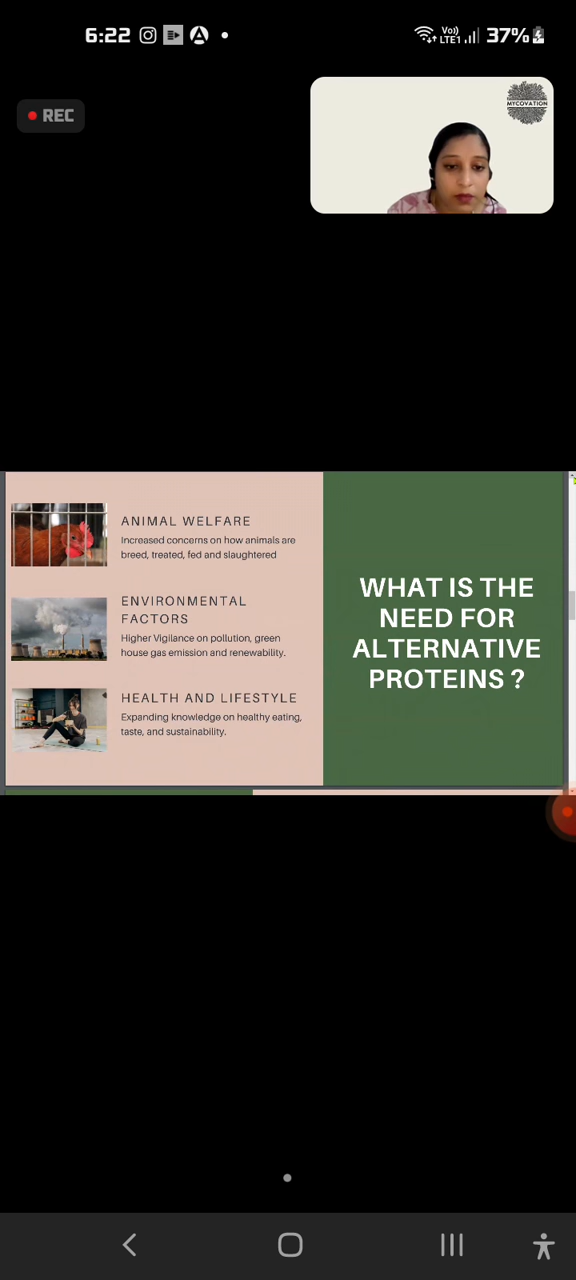 6:22
Vo)
LTE1
37%
REC
MYCOVATION
ANIMAL WELFARE
Increased concerns on how animals are
breed, treated, fed and slaughtered
ENVIRONMENTAL
FACTORS
Higher Vigilance on pollution, green
house gas emission and renewability.
HEALTH AND LIFESTYLE
Expanding knowledge on healthy eating,
taste, and sustainability.
WHAT IS THE
NEED FOR
ALTERNATIVE
PROTEINS ?